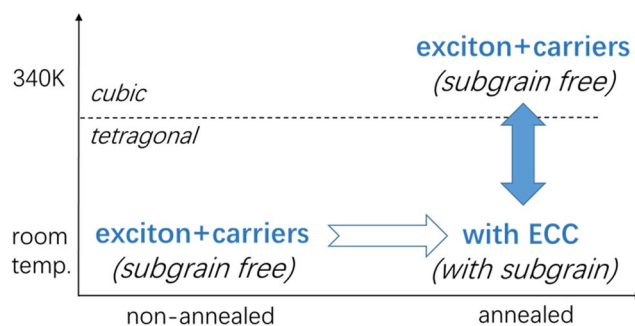 exciton+carriers
(subgrain free)
340K
cubic
tetragonal
room
temp.
exciton+carriers
(subgrain free)
with ECC
(with subgrain)
non-annealed
annealed